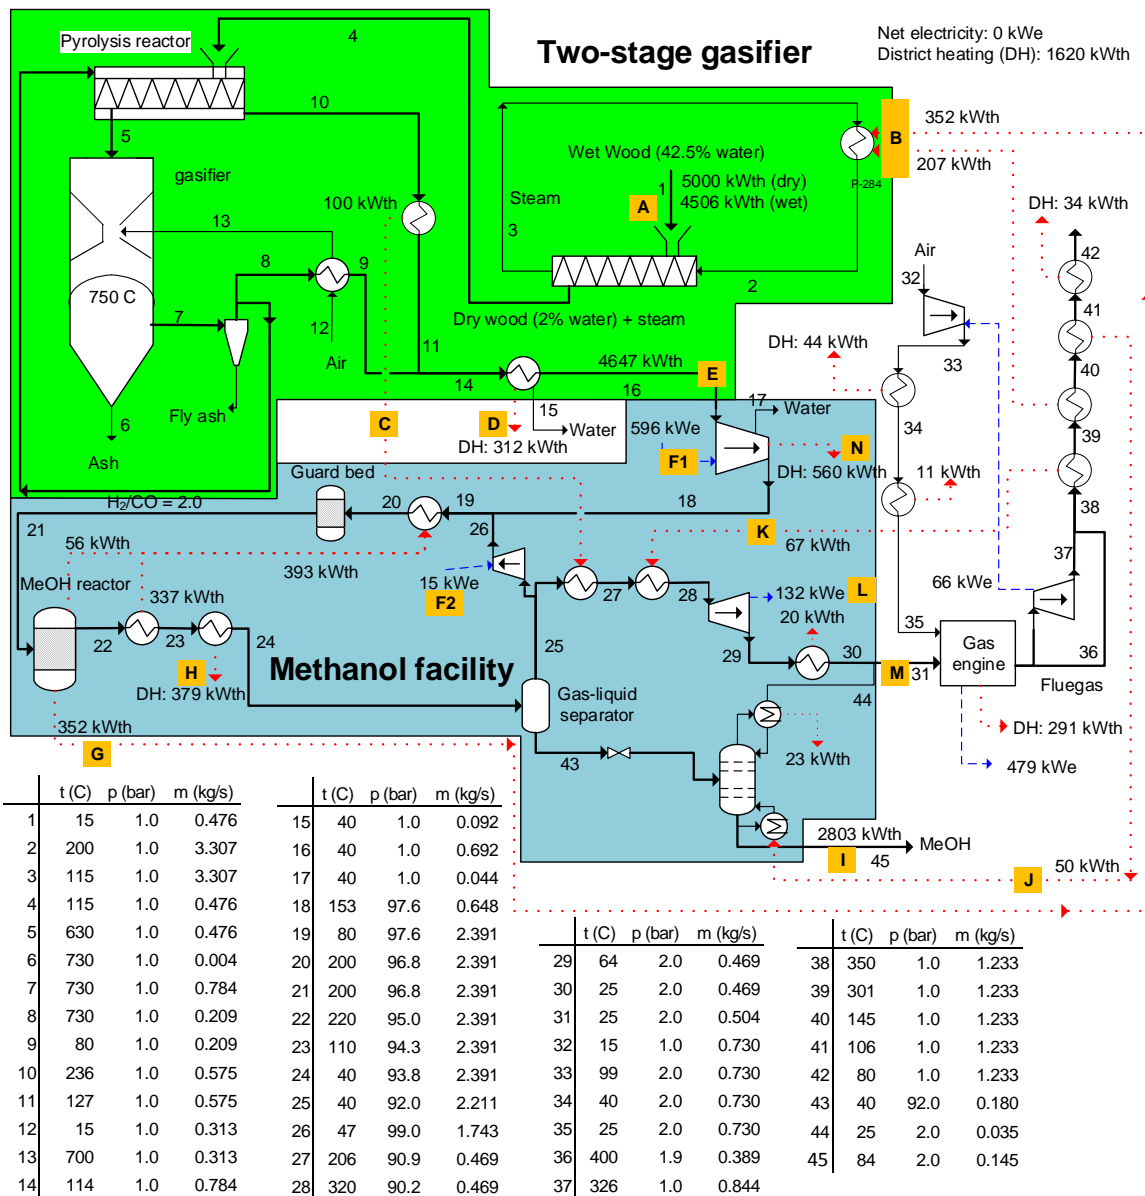 4
Net electricity: 0 kWe
District heating (DH): 1620 kWth
Pyrolysis reactor
Two-stage gasifier
10
352 kWth
B
5
Wet Wood (42.5% water)
207 kWth
gasifier
5000 kWth (dry)
1
4506 kWth (wet)
P-284
Steam
A
100 kWth
DH: 34 kWth
13
3
Air
42
8
9
32
750 C
2
7
12
Dry wood (2% water) + steam
41
Air
11
DH: 44 kWth
33
4647 kWth
E
40
14
16
Fly ash
15
17
Water
6
C
D
Water
596 kWe
34
39
Ash
DH: 312 kWth
F1
N
11 kWth
Guard bed
DH: 560 kWth
H2/CO = 2.0
20
19
18
38
21
26
K
67 kWth
56 kWth
393 kWth
37
MeOH reactor
15 kWe
66 kWe
337 kWth
F2
27
28
132 kWe
L
20 kWth
22
23
24
25
35
29
30
Gas engine
36
Methanol facility
M
31
H
Gas-liquid separator
44
Fluegas
DH: 379 kWth
352 kWth
DH: 291 kWth
G
43
23 kWth
479 kWe
2803 kWth
MeOH
I
45
J
50 kWth
t (C) p (bar) m (kg/s)
1 15 1.0 0.476
2 200 1.0 3.307
3 115 1.0 3.307
4 115 1.0 0.476
5 630 1.0 0.476
6 730 1.0 0.004
7 730 1.0 0.784
8 730 1.0 0.209
9 80 1.0 0.209
10 236 1.0 0.575
11 127 1.0 0.575
12 15 1.0 0.313
13 700 1.0 0.313
14 114 1.0 0.784
t (C) p (bar) m (kg/s)
15 40 1.0 0.092
16 40 1.0 0.692
17 40 1.0 0.044
18 153 97.6 0.648
19 80 97.6 2.391
20 200 96.8 2.391
21 200 96.8 2.391
22 220 95.0 2.391
23 110 94.3 2.391
24 40 93.8 2.391
25 40 92.0 2.211
26 47 99.0 1.743
27 206 90.9 0.469
28 320 90.2 0.469
t (C) p (bar) m (kg/s)
29 64 2.0 0.469
30 25 2.0 0.469
31 25 2.0 0.504
32 15 1.0 0.730
33 99 2.0 0.730
34 40 2.0 0.730
35 25 2.0 0.730
36 400 1.9 0.389
37 326 1.0 0.844
t (C) p (bar) m (kg/s)
38 350 1.0 1.233
39 301 1.0 1.233
40 145 1.0 1.233
41 106 1.0 1.233
42 80 1.0 1.233
43 40 92.0 0.180
44 25 2.0 0.035
45 84 2.0 0.145